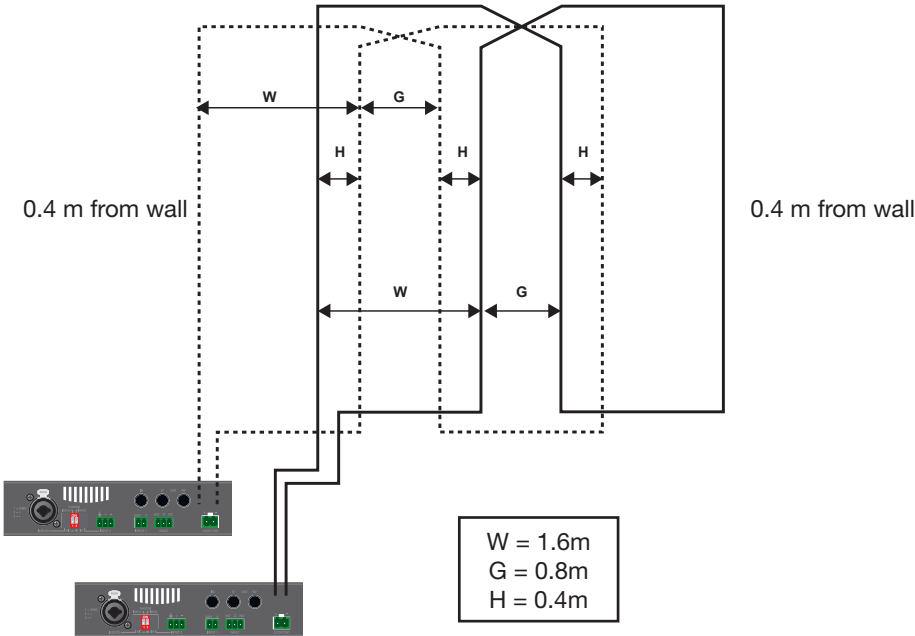 W
G
H
H
H
0.4 m from wall
0.4 m from wall
W
G
W = 1.6m
G = 0.8m
H = 0.4m